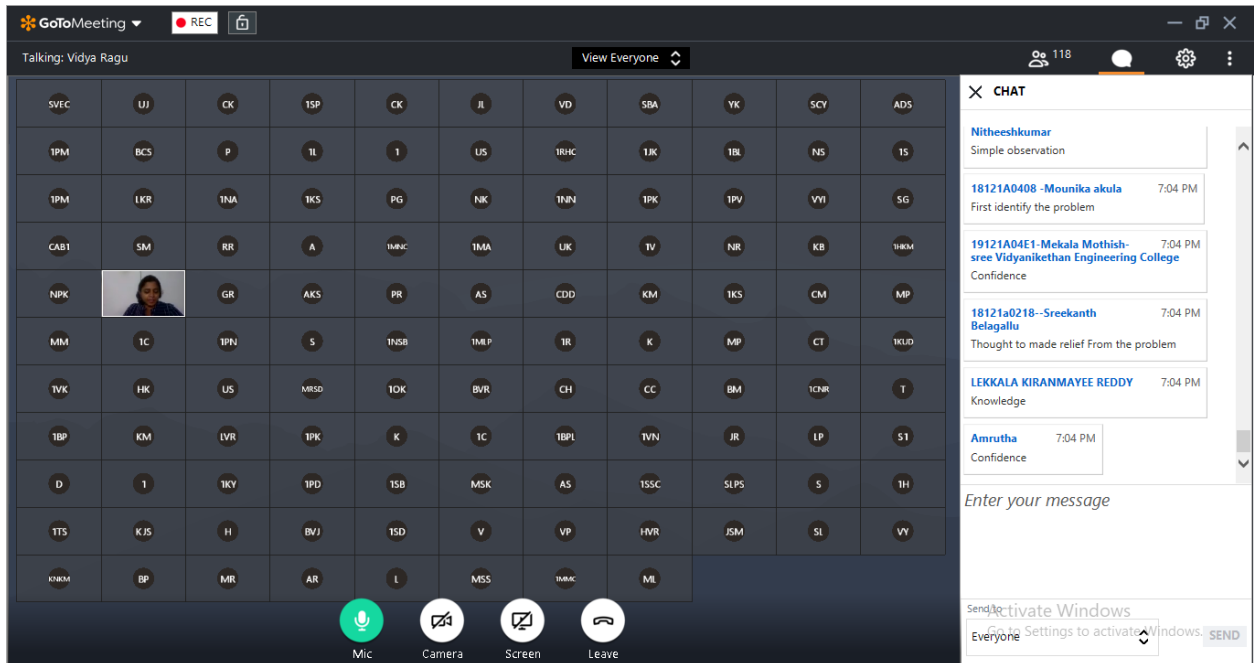 GoToMeeting
REC
Talking: Vidya Ragu
View Everyone
118
SVEC UJ CK 1SP CK JL VD SBA YK SCY ADS
1PM BCS P 1L 1 US 1RHC 1JK 1BL NS 1S
1PM LKR 1NA 1KS PG NK 1NN 1PK 1PV VYI SG
CAB1 SM RR A 1MNC 1MA UK 1V NR KB 1HKM
NPK GR AKS PR AS CDD KM 1KS CM MP
MM 1C 1PN S 1NSB 1MLP 1R K MP CT 1KUD
1VK HK US MRSD 1OK BVR CH CC BM 1CNR T
1BP KM LVR 1PK K 1C 1BPL 1VN JR LP S1
D 1 1KY 1PD 1SB MSK AS 1SSC SLPS S 1H
1TS KJS H BVJ 1SD V VP HVR JSM SL VY
KNKM BP MR AR L MSS 1MMC ML
Mic Camera Screen Leave
CHAT
Nitheeshkumar
Simple observation
18121A0408 -Mounika akula 7:04 PM
First identify the problem
19121A04E1-Mekala Mothish- 7:04 PM
sree Vidyanikethan Engineering College
Confidence
18121a0218--Sreekanth 7:04 PM
Belagallu
Thought to made relief From the problem
LEKKALA KIRANMAYEE REDDY 7:04 PM
Knowledge
Amrutha 7:04 PM
Confidence
Enter your message
Send to
Activate Windows
Go to Settings to activate Windows.
Everyone
SEND